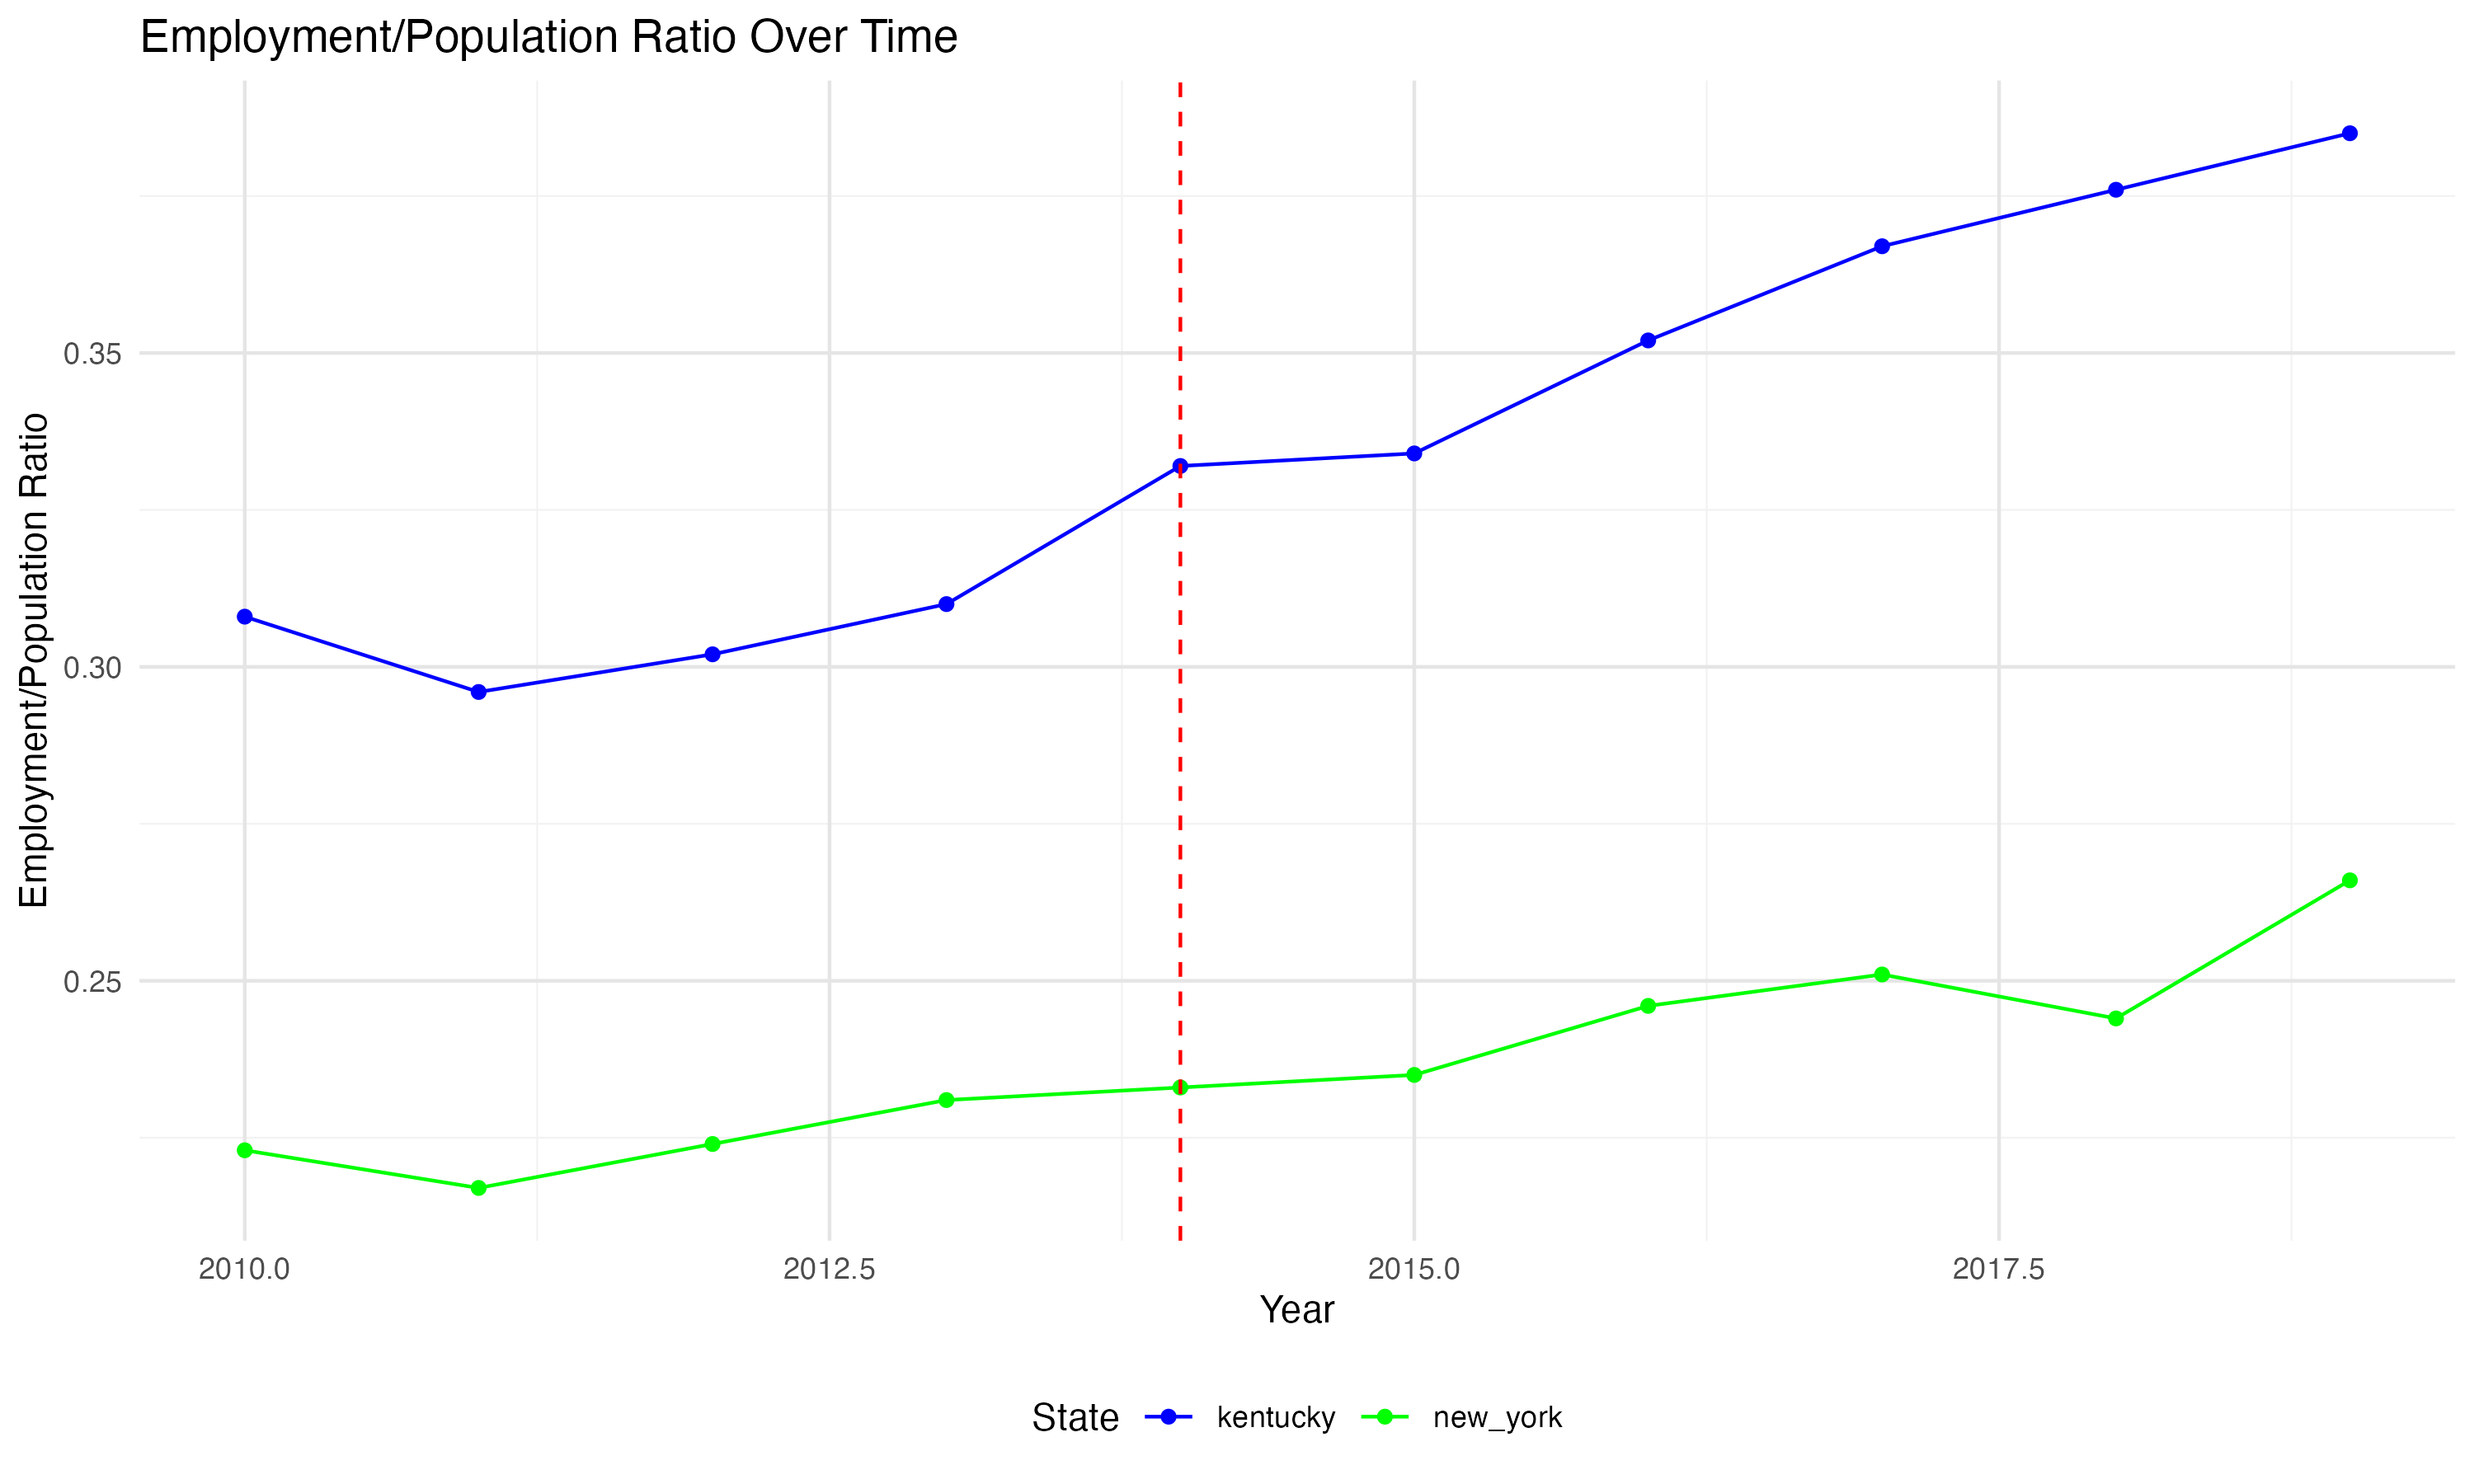 Employment/Population Ratio Over Time
Employment/Population Ratio
0.35
0.30
0.25
2010.0 2012.5 2015.0 2017.5
Year
State kentucky new_york